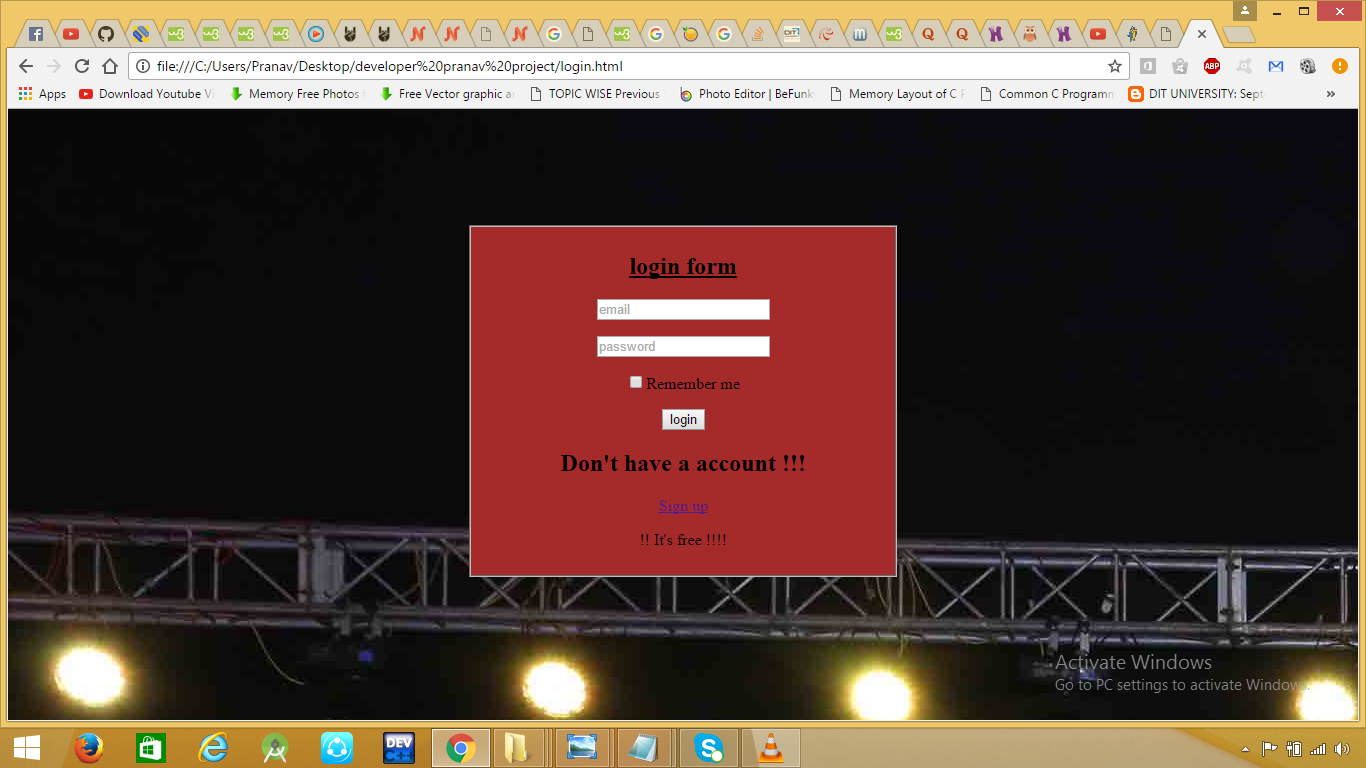 file:///C:/Users/Pranav/Desktop/developer%20pranav%20project/login.html
Apps
Download Youtube Vi
Memory Free Photos
Free Vector graphic a
TOPIC WISE Previous
Photo Editor | BeFunk
Memory Layout of C P
Common C Programm
DIT UNIVERSITY: Sept
»
login form
email
password
Remember me
login
Don't have a account !!!
Sign up
!! It's free !!!!
Activate Windows
Go to PC settings to activate Windows.
DEV
C++